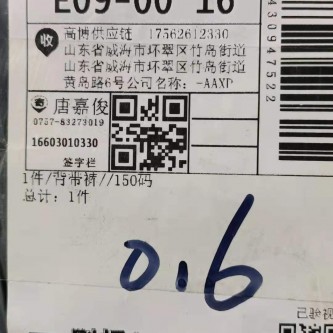 E09-00 16
收
高博供应链 17562612330
山东省威海市环翠区竹岛街道
山东省威海市环翠区竹岛街道
黄岛路6号公司名称：-AAXP
唐嘉俊
0757-83273019
16603010330
签字栏
1件/背带裤//150码
总计：1件
0.6
4310947522
已验视